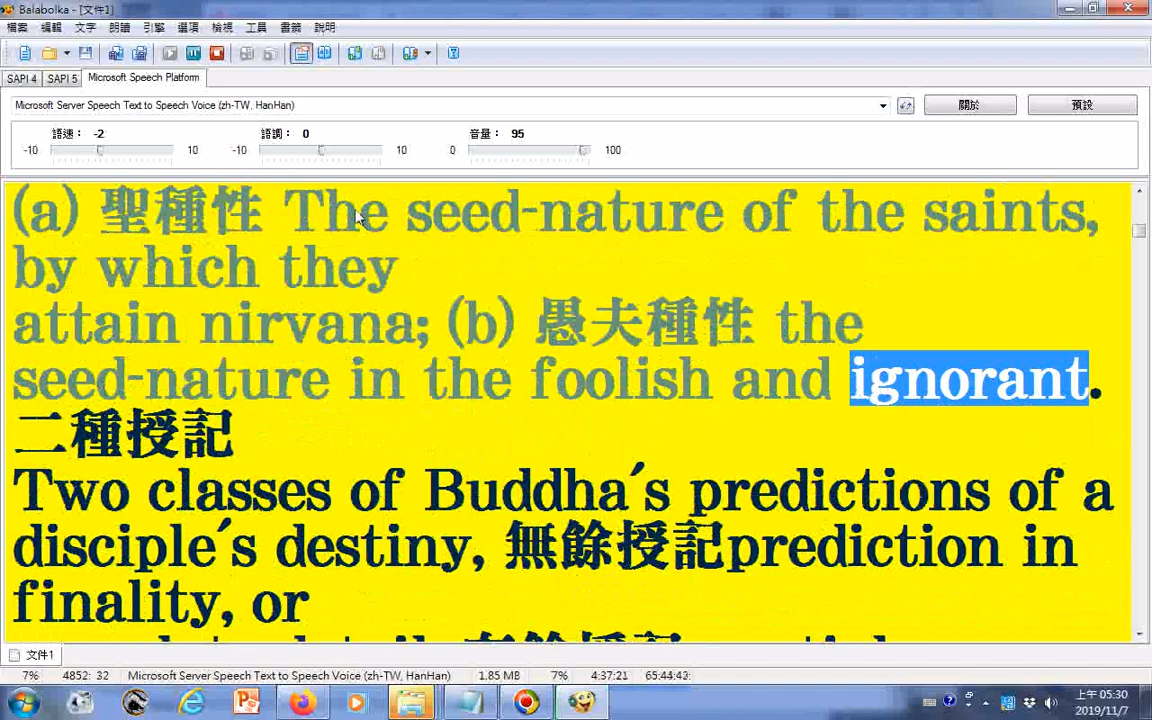 Balabolka - [文件1]
檔案 編輯 文字 朗讀 引擎 選項 檢視 工具 書籤 說明
SAPI 4 SAPI 5 Microsoft Speech Platform
Microsoft Server Speech Text to Speech Voice (zh-TW, HanHan) 關於 預設
語速： -2 語調： 0 音量： 95
-10 10 -10 10 0 100
(a) 聖種性 The seed-nature of the saints,
by which they
attain nirvana; (b) 愚夫種性 the
seed-nature in the foolish and ignorant.
二種授記
Two classes of Buddha′s predictions of a
disciple′s destiny, 無餘授記prediction in
finality, or
文件1
7% 4852: 32 Microsoft Server Speech Text to Speech Voice (zh-TW, HanHan) 1.85 MB 7% 4:37:21 65:44:42:
上午 05:30
2019/11/7